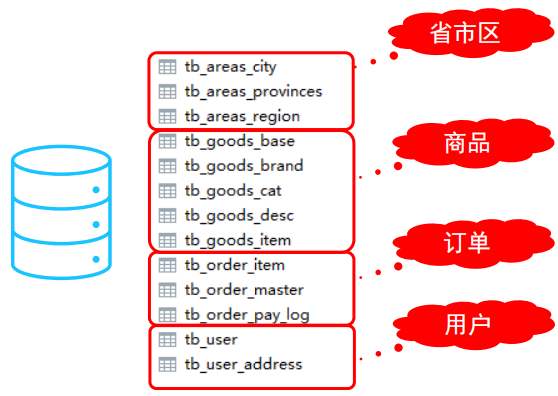 省市区
tb_areas_city
tb_areas_provinces
tb_areas_region
商品
tb_goods_base
tb_goods_brand
tb_goods_cat
tb_goods_desc
tb_goods_item
订单
tb_order_item
tb_order_master
tb_order_pay_log
用户
tb_user
tb_user_address